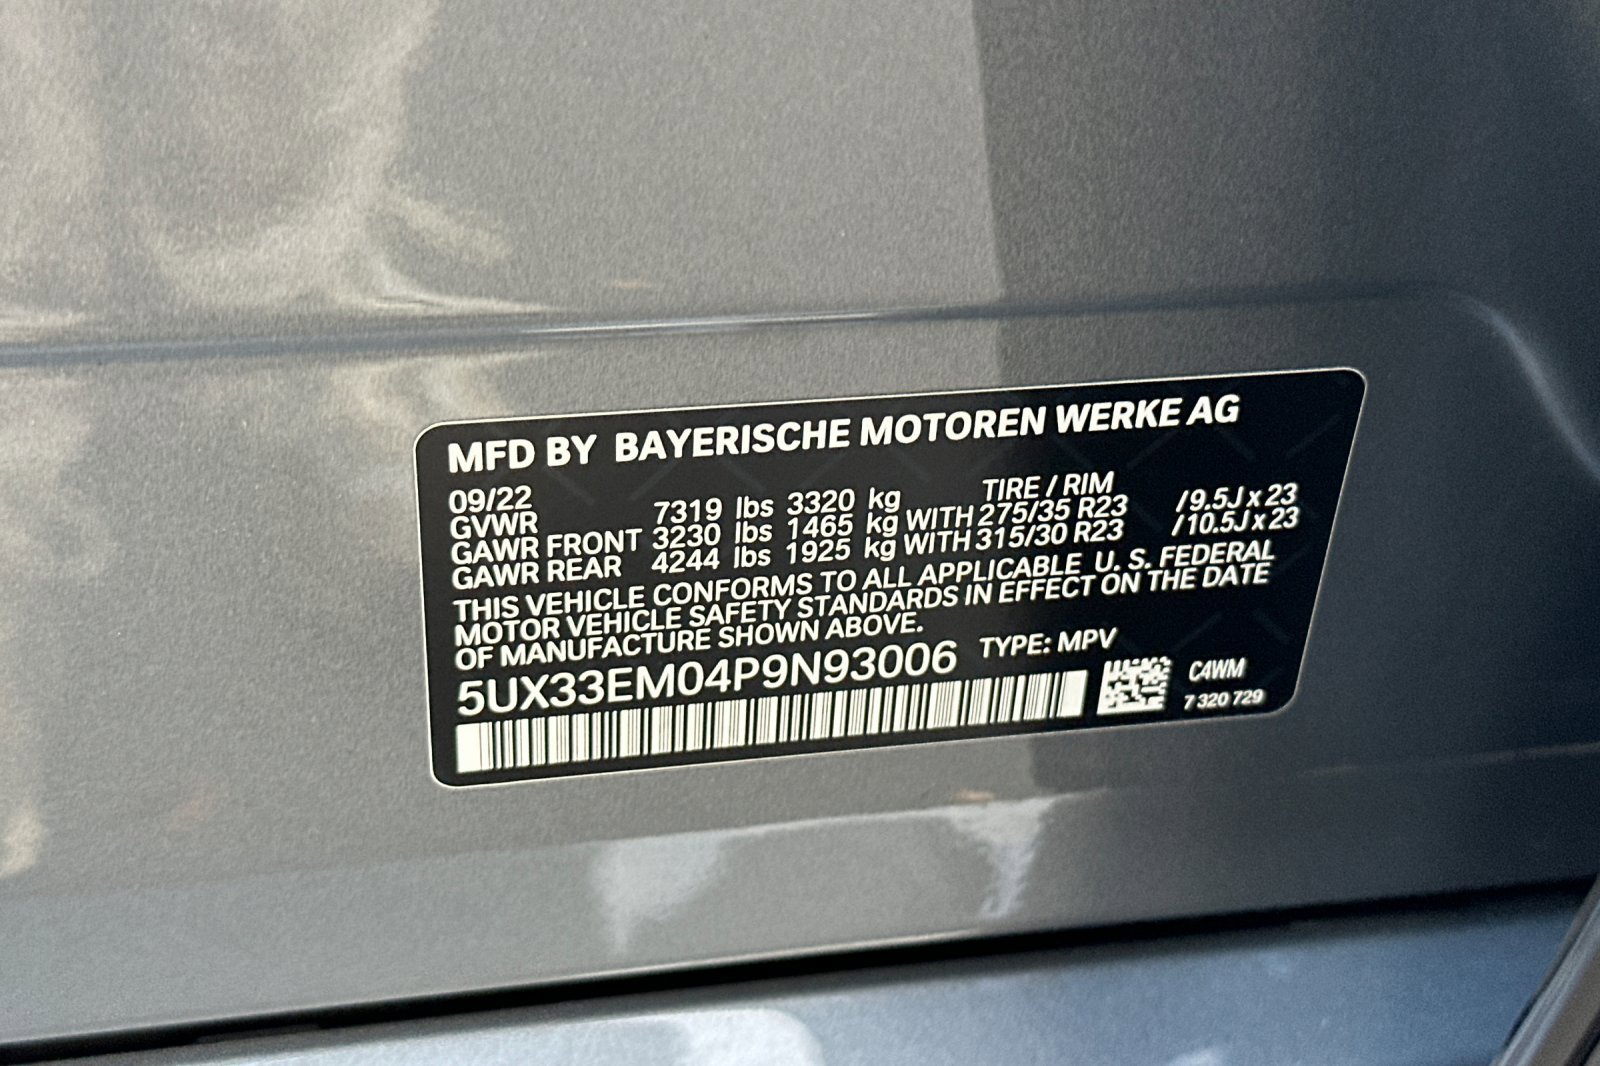 MFD BY BAYERISCHE MOTOREN WERKE AG
09/22 TIRE / RIM
GVWR 7319 lbs 3320 kg
GAWR FRONT 3230 lbs 1465 kg WITH 275/35 R23 /9.5J x 23
GAWR REAR 4244 lbs 1925 kg WITH 315/30 R23 /10.5J x 23
THIS VEHICLE CONFORMS TO ALL APPLICABLE U. S. FEDERAL
MOTOR VEHICLE SAFETY STANDARDS IN EFFECT ON THE DATE
OF MANUFACTURE SHOWN ABOVE.
5UX33EM04P9N93006 TYPE: MPV
C4WM
7 320 729